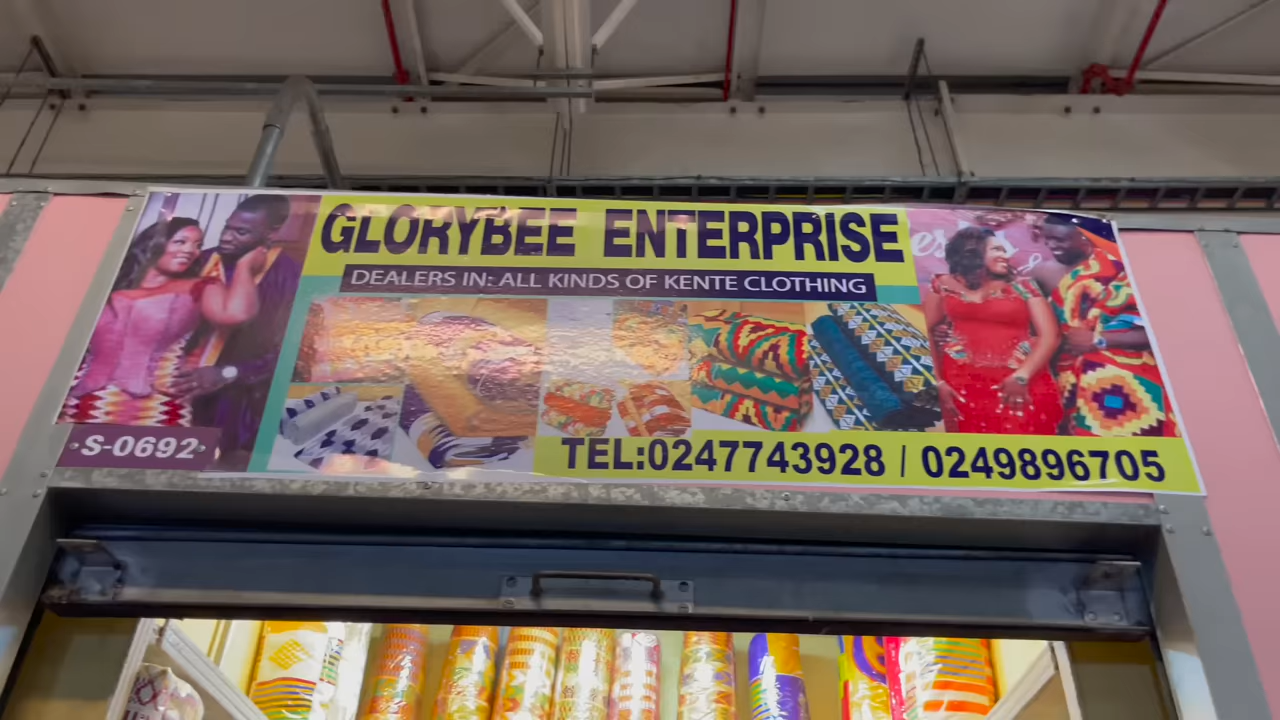 GLORYBEE ENTERPRISE
DEALERS IN: ALL KINDS OF KENTE CLOTHING
S-0692
TEL:0247743928 / 0249896705